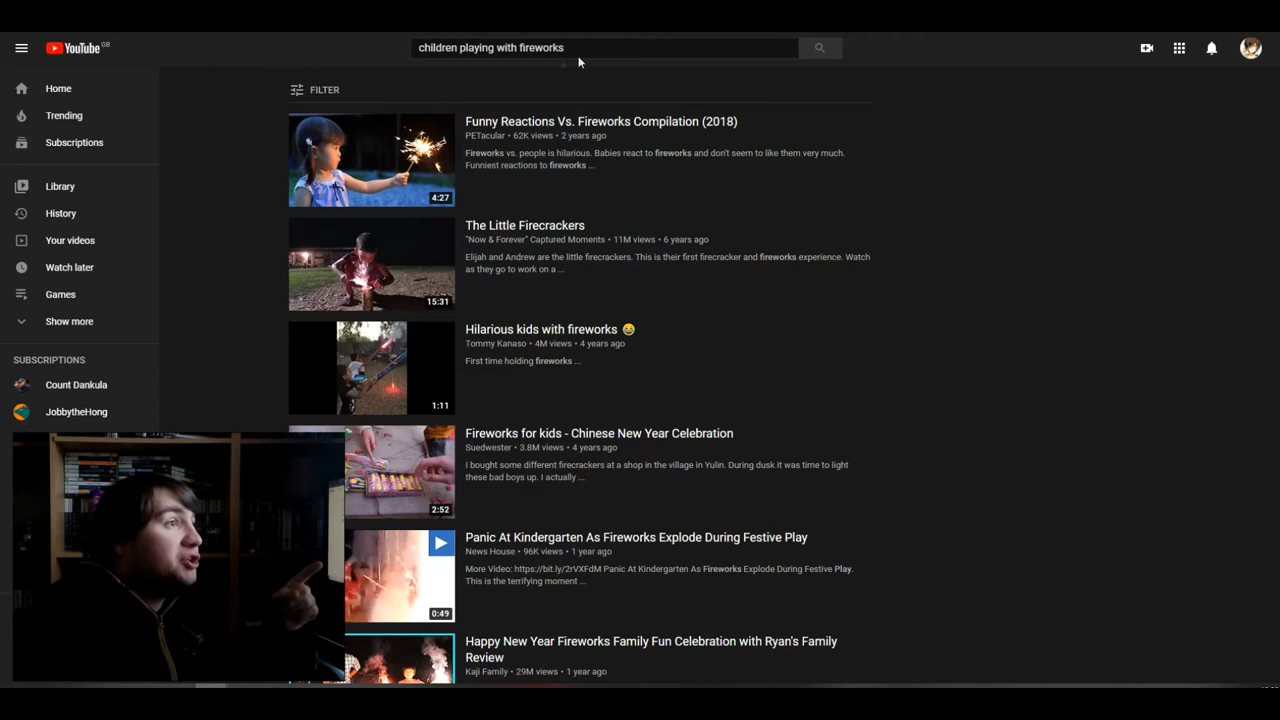 YouTube GB
children playing with fireworks
Home
Trending
Subscriptions
Library
History
Your videos
Watch later
Games
Show more
SUBSCRIPTIONS
Count Dankula
JobbytheHong
FILTER
4:27
Funny Reactions Vs. Fireworks Compilation (2018)
PETacular • 62K views • 2 years ago
Fireworks vs. people is hilarious. Babies react to fireworks and don't seem to like them very much.
Funniest reactions to fireworks ...
15:31
The Little Firecrackers
"Now & Forever" Captured Moments • 11M views • 6 years ago
Elijah and Andrew are the little firecrackers. This is their first firecracker and fireworks experience. Watch
as they go to work on a ...
1:11
Hilarious kids with fireworks 😂
Tommy Kanaso • 4M views • 4 years ago
First time holding fireworks ...
2:52
Fireworks for kids - Chinese New Year Celebration
Suedwester • 3.8M views • 4 years ago
I bought some different firecrackers at a shop in the village in Yulin. During dusk it was time to light
these bad boys up. I actually ...
0:49
Panic At Kindergarten As Fireworks Explode During Festive Play
News House • 96K views • 1 year ago
More Video: https://bit.ly/2rVXFdM Panic At Kindergarten As Fireworks Explode During Festive Play.
This is the terrifying moment ...
Happy New Year Fireworks Family Fun Celebration with Ryan's Family
Review
Kaji Family • 29M views • 1 year ago